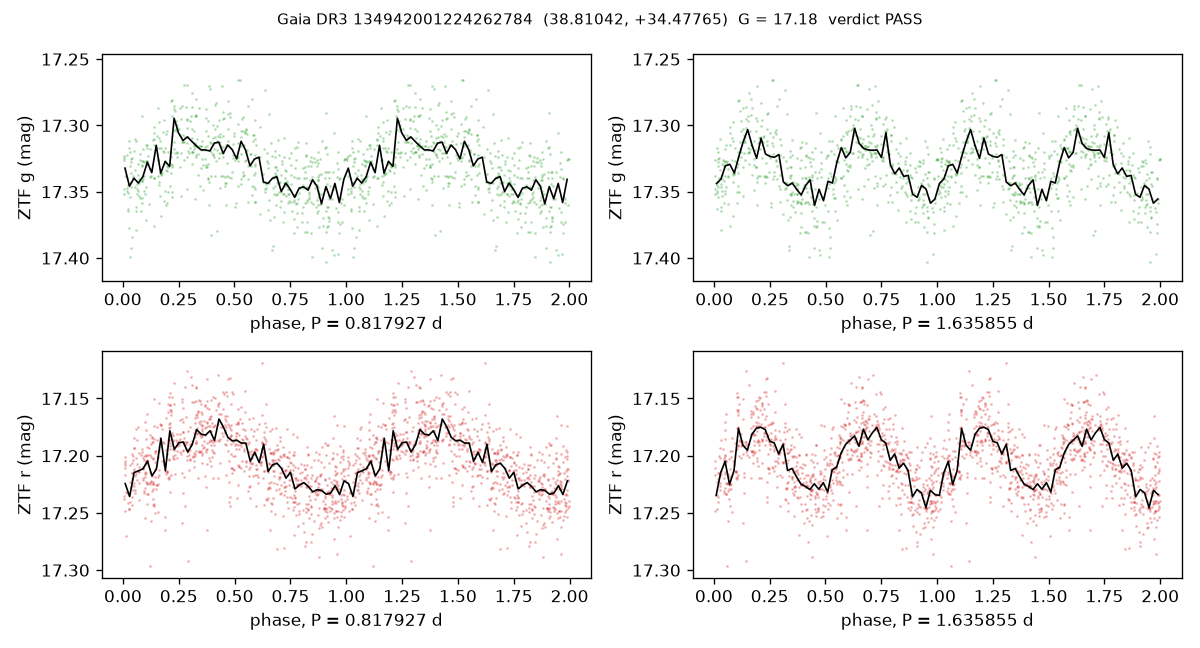 Gaia DR3 134942001224262784 (38.81042, +34.47765) G = 17.18 verdict PASS
17.25
17.30
17.35
17.40
ZTF g (mag)
0.00 0.25 0.50 0.75 1.00 1.25 1.50 1.75 2.00
phase, P = 0.817927 d
17.25
17.30
17.35
17.40
ZTF g (mag)
0.00 0.25 0.50 0.75 1.00 1.25 1.50 1.75 2.00
phase, P = 1.635855 d
17.15
17.20
17.25
17.30
ZTF r (mag)
0.00 0.25 0.50 0.75 1.00 1.25 1.50 1.75 2.00
phase, P = 0.817927 d
17.15
17.20
17.25
17.30
ZTF r (mag)
0.00 0.25 0.50 0.75 1.00 1.25 1.50 1.75 2.00
phase, P = 1.635855 d